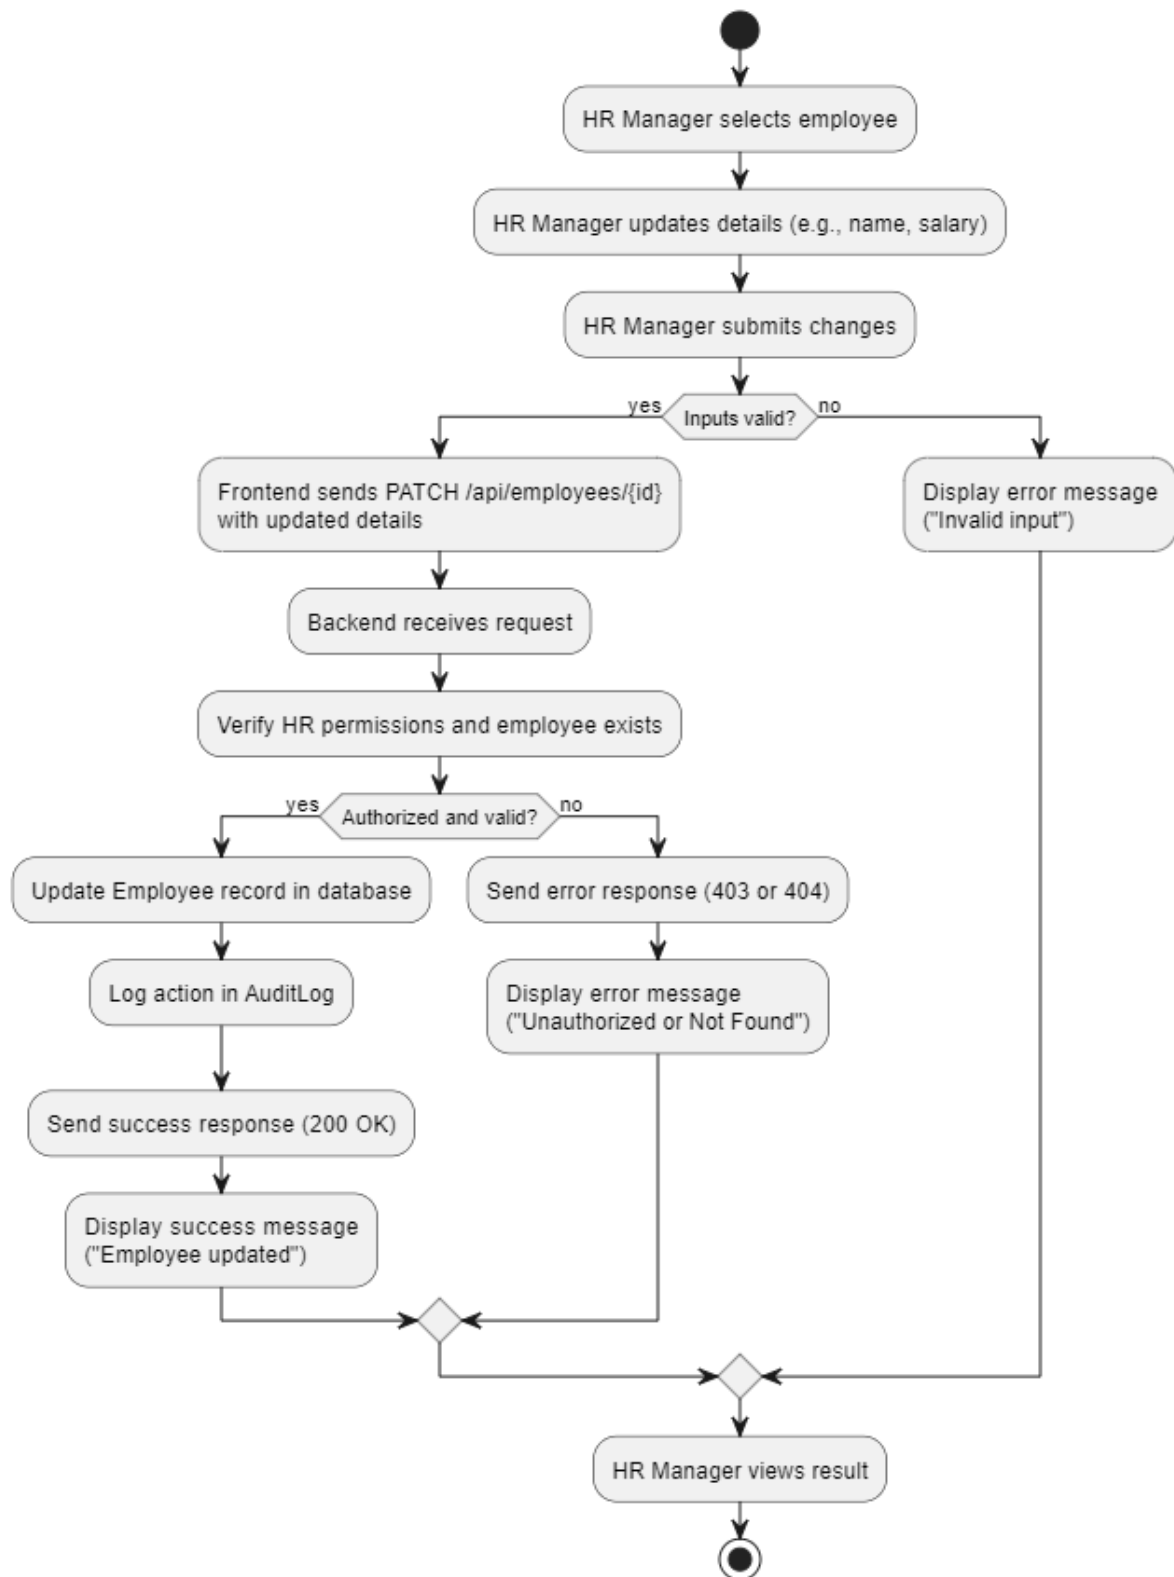 HR Manager selects employee
HR Manager updates details (e.g., name, salary)
HR Manager submits changes
yes
Inputs valid?
no
Frontend sends PATCH /api/employees/{id}
with updated details
Display error message
("Invalid input")
Backend receives request
Verify HR permissions and employee exists
yes
Authorized and valid?
no
Update Employee record in database
Send error response (403 or 404)
Log action in AuditLog
Display error message
("Unauthorized or Not Found")
Send success response (200 OK)
Display success message
("Employee updated")
HR Manager views result